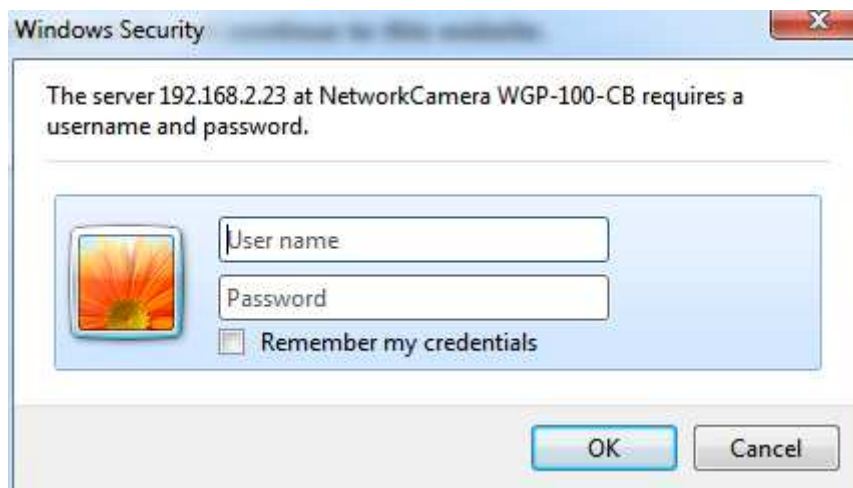 Windows Security
The server 192.168.2.23 at NetworkCamera WGP-100-CB requires a
username and password.
User name
Password
Remember my credentials
OK
Cancel